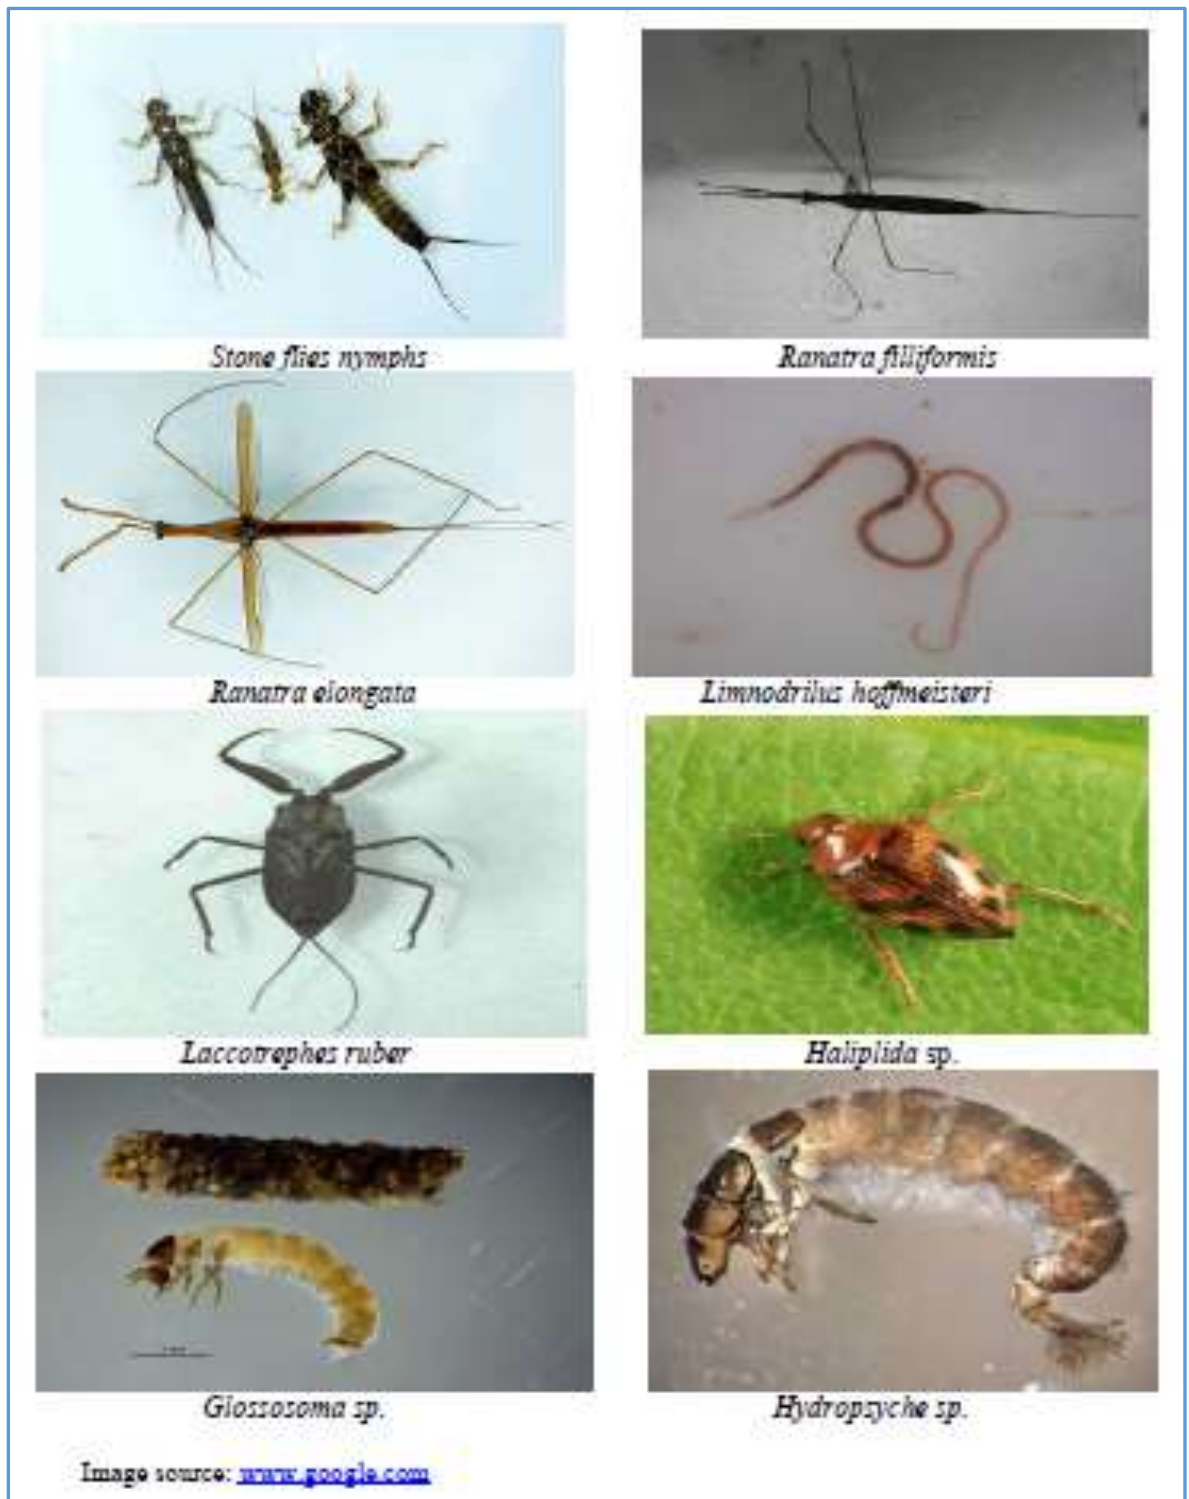 Stone flies nymphs
Ranatra filliformis
Ranatra elongata
Limnodrilus hoffmeisteri
Laccotrephes ruber
Haliplida sp.
Glossosoma sp.
Hydropsyche sp.
Image source: www.google.com